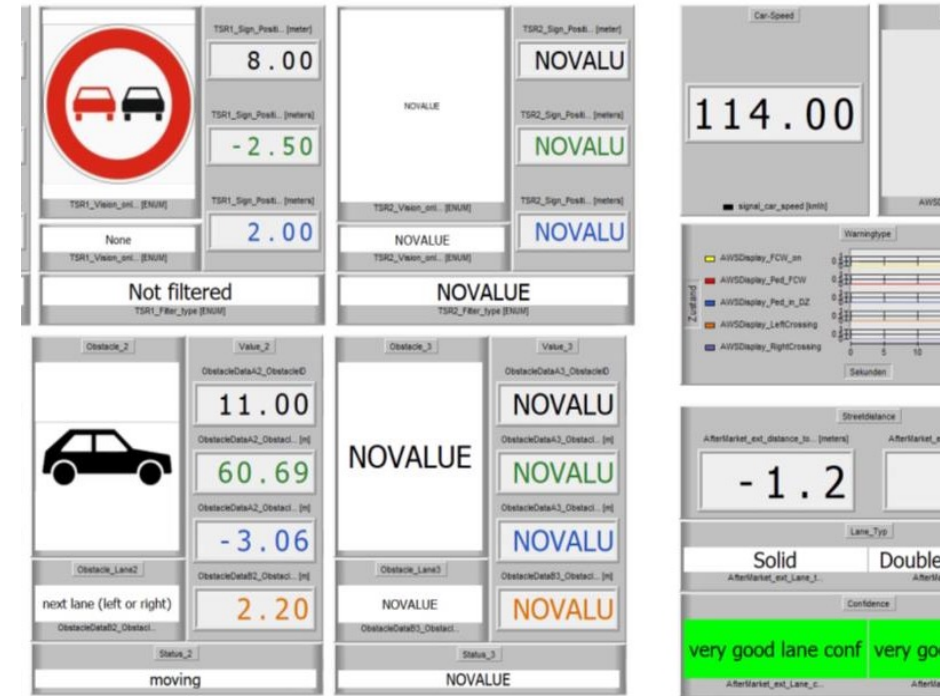 TSR1_Sign_Positi... [meter]
8.00
TSR1_Sign_Positi... [meters]
-2.50
TSR1_Sign_Positi... [meters]
2.00
TSR1_Vision_onl... [ENUM]
None
TSR1_Vision_onl... [ENUM]
Not filtered
TSR1_Filter_type [ENUM]
TSR2_Sign_Positi... [meter]
NOVALU
NOVALUE
TSR2_Sign_Positi... [meters]
NOVALU
TSR2_Sign_Positi... [meters]
NOVALU
TSR2_Vision_onl... [ENUM]
NOVALUE
TSR2_Vision_onl... [ENUM]
NOVALUE
TSR2_Filter_type [ENUM]
Car-Speed
114.00
signal_car_speed [km/h]
AWSD
Warningtype
Zustand
AWSDisplay_FCW_on
AWSDisplay_Ped_FCW
AWSDisplay_Ped_in_DZ
AWSDisplay_LeftCrossing
AWSDisplay_RightCrossing
0 5 10
Sekunden
Obstacle_2
Value_2
ObstacleDataA2_ObstacleID
11.00
ObstacleDataA2_Obstacl... [m]
60.69
ObstacleDataA2_Obstacl... [m]
-3.06
Obstacle_Lane2
ObstacleDataB2_Obstacl... [m]
next lane (left or right)
2.20
ObstacleDataB2_Obstacl...
Status_2
moving
Obstacle_3
Value_3
ObstacleDataA3_ObstacleID
NOVALU
ObstacleDataA3_Obstacl... [m]
NOVALUE
NOVALU
ObstacleDataA3_Obstacl... [m]
NOVALU
Obstacle_Lane3
ObstacleDataB3_Obstacl... [m]
NOVALUE
NOVALU
ObstacleDataB3_Obstacl...
Status_3
NOVALUE
Streetdistance
AfterMarket_ext_distance_to... [meters]
AfterMarket_e
-1.2
Lane_Typ
Solid
Double
AfterMarket_ext_Lane_t...
AfterMa
Confidence
very good lane conf
very goo
AfterMarket_ext_Lane_c...
AfterMa